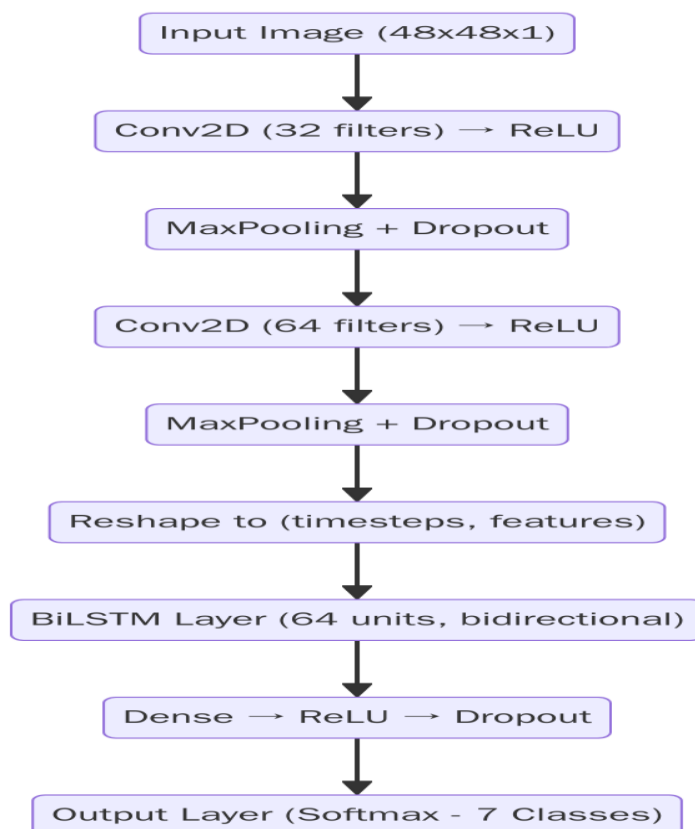 Input Image (48x48x1)
Conv2D (32 filters) → ReLU
MaxPooling + Dropout
Conv2D (64 filters) → ReLU
MaxPooling + Dropout
Reshape to (timesteps, features)
BiLSTM Layer (64 units, bidirectional)
Dense → ReLU → Dropout
Output Layer (Softmax - 7 Classes)